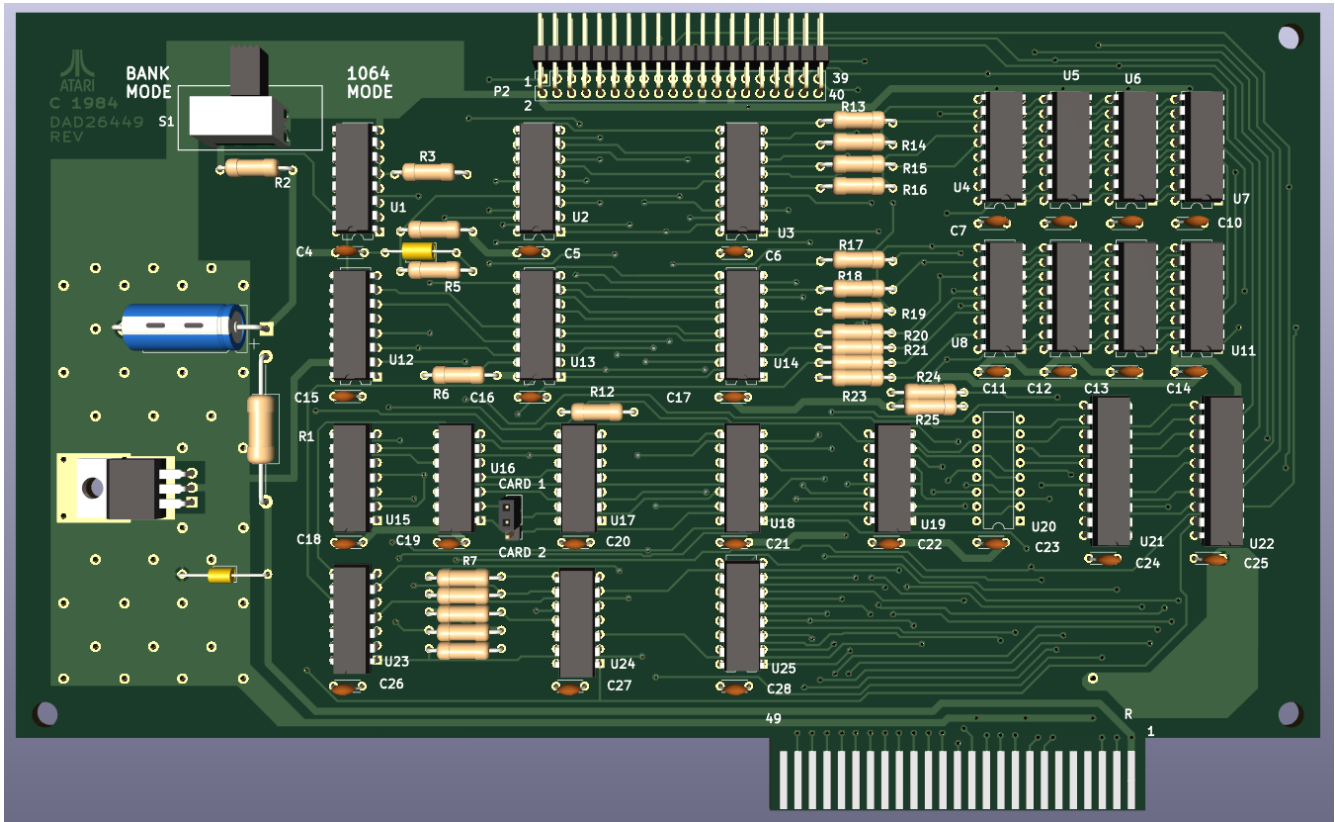 ATARI
C 1984
DAD26449
REV
BANK
MODE
1064
MODE
S1
P2
1
2
39
40
R2
R3
U1
U2
U3
R13
R14
R15
R16
U5
U6
U4
U7
C4
C5
C6
C7
C10
R5
R17
R18
R19
R20
R21
R23
U8
U11
+
U12
U13
U14
C15
R6
C16
C17
R12
R24
R25
C11
C12
C13
C14
R1
U16
CARD 1
CARD 2
U15
U17
U18
U19
U20
U21
U22
C18
C19
C20
C21
C22
C23
C24
C25
R7
U23
U24
U25
C26
C27
C28
49
R
1